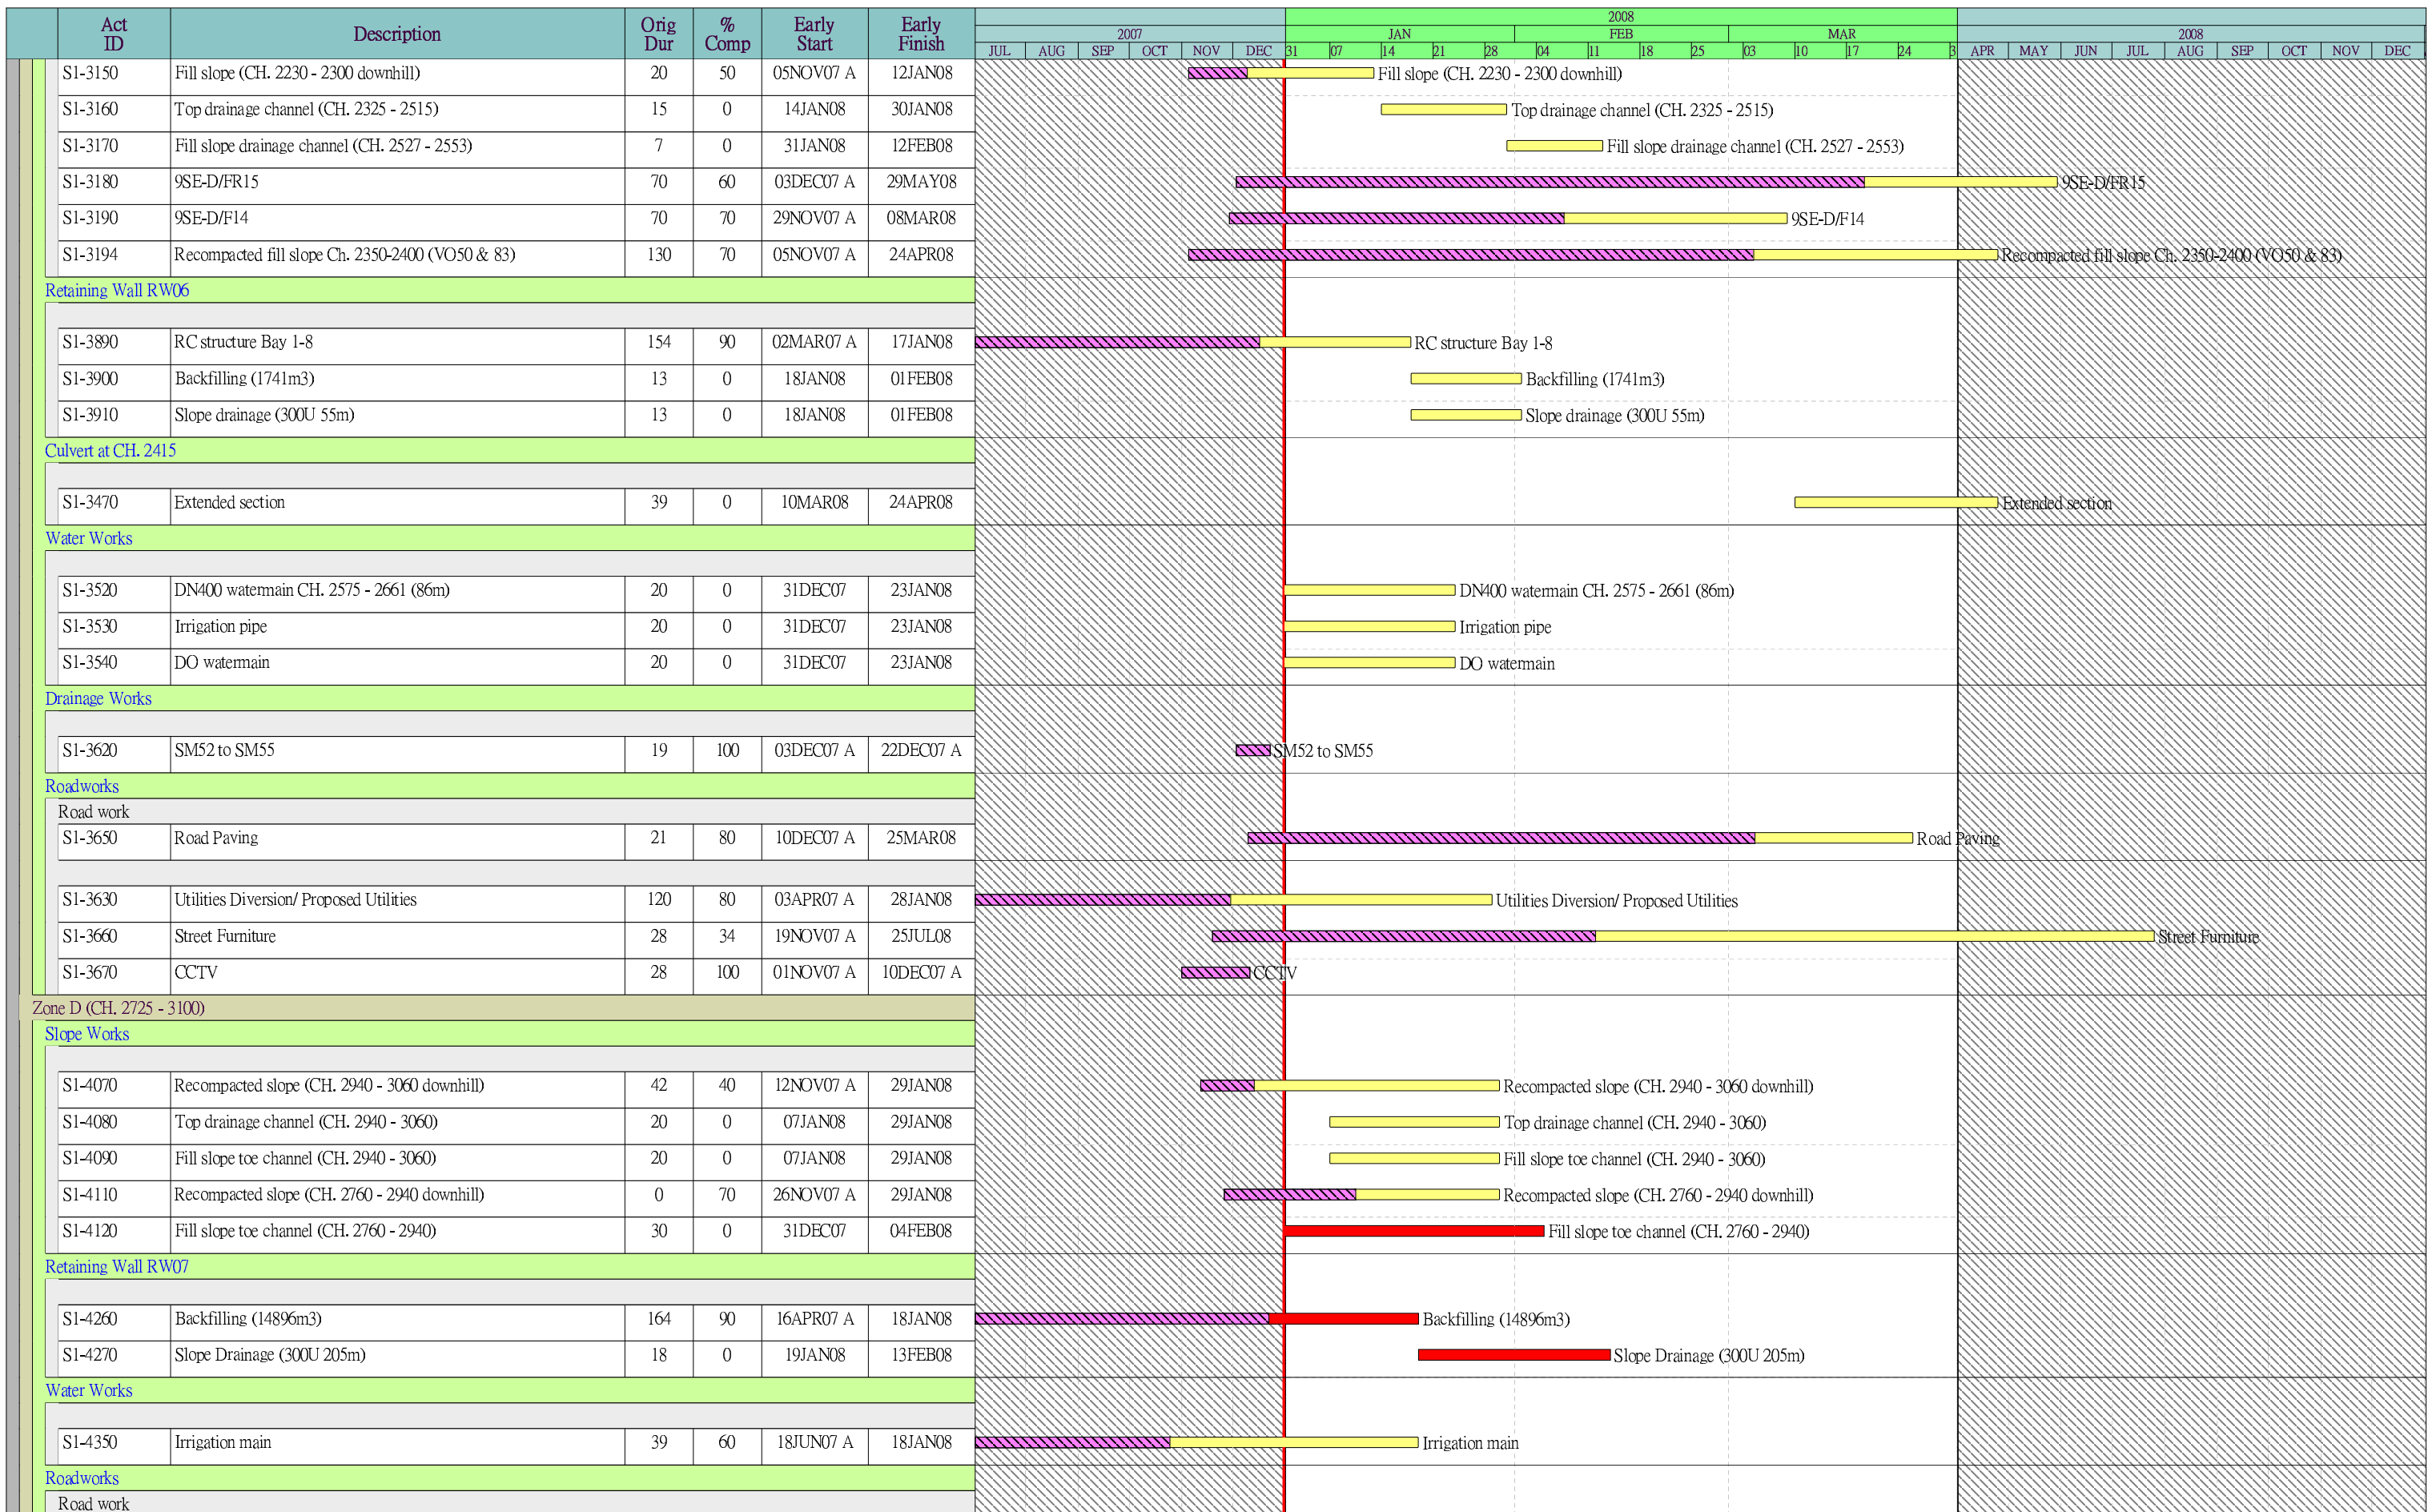 Act ID Description Orig Dur % Comp Early Start Early Finish
2007 2008 2008
JAN FEB MAR
JUL AUG SEP OCT NOV DEC 31 07 14 21 28 04 11 18 25 03 10 17 24 3 APR MAY JUN JUL AUG SEP OCT NOV DEC
S1-3150 Fill slope (CH. 2230 - 2300 downhill) 20 50 05NOV07 A 12JAN08 Fill slope (CH. 2230 - 2300 downhill)
S1-3160 Top drainage channel (CH. 2325 - 2515) 15 0 14JAN08 30JAN08 Top drainage channel (CH. 2325 - 2515)
S1-3170 Fill slope drainage channel (CH. 2527 - 2553) 7 0 31JAN08 12FEB08 Fill slope drainage channel (CH. 2527 - 2553)
S1-3180 9SE-D/FR15 70 60 03DEC07 A 29MAY08 9SE-D/FR15
S1-3190 9SE-D/F14 70 70 29NOV07 A 08MAR08 9SE-D/F14
S1-3194 Recompacted fill slope Ch. 2350-2400 (VO50 & 83) 130 70 05NOV07 A 24APR08 Recompacted fill slope Ch. 2350-2400 (VO50 & 83)
Retaining Wall RW06
S1-3890 RC structure Bay 1-8 154 90 02MAR07 A 17JAN08 RC structure Bay 1-8
S1-3900 Backfilling (1741m3) 13 0 18JAN08 01FEB08 Backfilling (1741m3)
S1-3910 Slope drainage (300U 55m) 13 0 18JAN08 01FEB08 Slope drainage (300U 55m)
Culvert at CH. 2415
S1-3470 Extended section 39 0 10MAR08 24APR08 Extended section
Water Works
S1-3520 DN400 watermain CH. 2575 - 2661 (86m) 20 0 31DEC07 23JAN08 DN400 watermain CH. 2575 - 2661 (86m)
S1-3530 Irrigation pipe 20 0 31DEC07 23JAN08 Irrigation pipe
S1-3540 DO watermain 20 0 31DEC07 23JAN08 DO watermain
Drainage Works
S1-3620 SM52 to SM55 19 100 03DEC07 A 22DEC07 A SM52 to SM55
Roadworks
Road work
S1-3650 Road Paving 21 80 10DEC07 A 25MAR08 Road Paving
S1-3630 Utilities Diversion/ Proposed Utilities 120 80 03APR07 A 28JAN08 Utilities Diversion/ Proposed Utilities
S1-3660 Street Furniture 28 34 19NOV07 A 25JUL08 Street Furniture
S1-3670 CCTV 28 100 01NOV07 A 10DEC07 A CCTV
Zone D (CH. 2725 - 3100)
Slope Works
S1-4070 Recompacted slope (CH. 2940 - 3060 downhill) 42 40 12NOV07 A 29JAN08 Recompacted slope (CH. 2940 - 3060 downhill)
S1-4080 Top drainage channel (CH. 2940 - 3060) 20 0 07JAN08 29JAN08 Top drainage channel (CH. 2940 - 3060)
S1-4090 Fill slope toe channel (CH. 2940 - 3060) 20 0 07JAN08 29JAN08 Fill slope toe channel (CH. 2940 - 3060)
S1-4110 Recompacted slope (CH. 2760 - 2940 downhill) 0 70 26NOV07 A 29JAN08 Recompacted slope (CH. 2760 - 2940 downhill)
S1-4120 Fill slope toe channel (CH. 2760 - 2940) 30 0 31DEC07 04FEB08 Fill slope toe channel (CH. 2760 - 2940)
Retaining Wall RW07
S1-4260 Backfilling (14896m3) 164 90 16APR07 A 18JAN08 Backfilling (14896m3)
S1-4270 Slope Drainage (300U 205m) 18 0 19JAN08 13FEB08 Slope Drainage (300U 205m)
Water Works
S1-4350 Irrigation main 39 60 18JUN07 A 18JAN08 Irrigation main
Roadworks
Road work